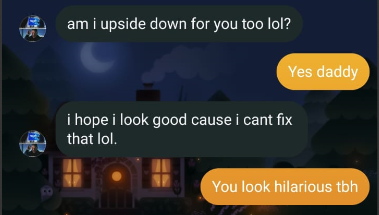 am i upside down for you too lol?
Yes daddy
i hope i look good cause i cant fix
that lol.
You look hilarious tbh